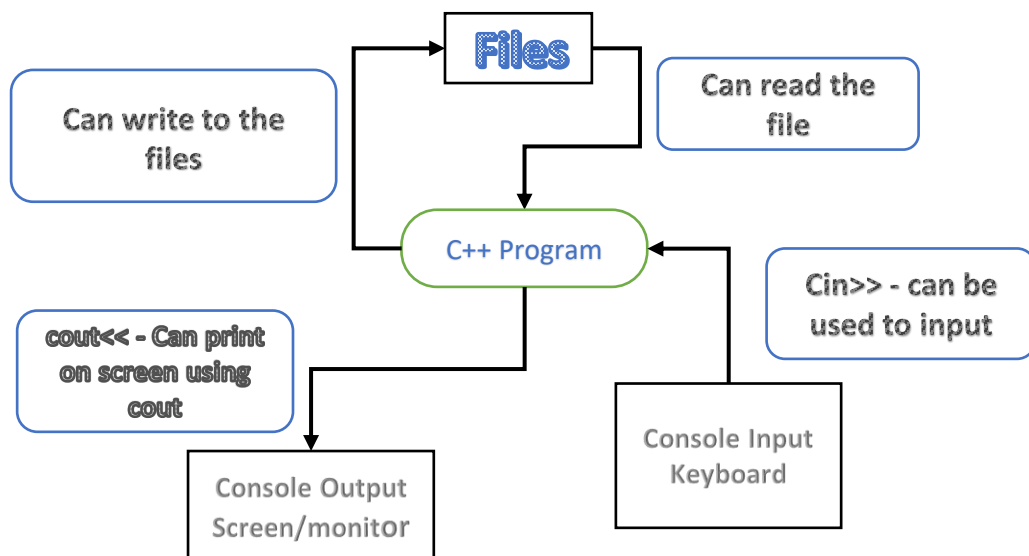 Files
Can write to the
files
Can read the
file
C++ Program
Cin>> - can be
used to input
cout<< - Can print
on screen using
cout
Console Input
Keyboard
Console Output
Screen/monitor